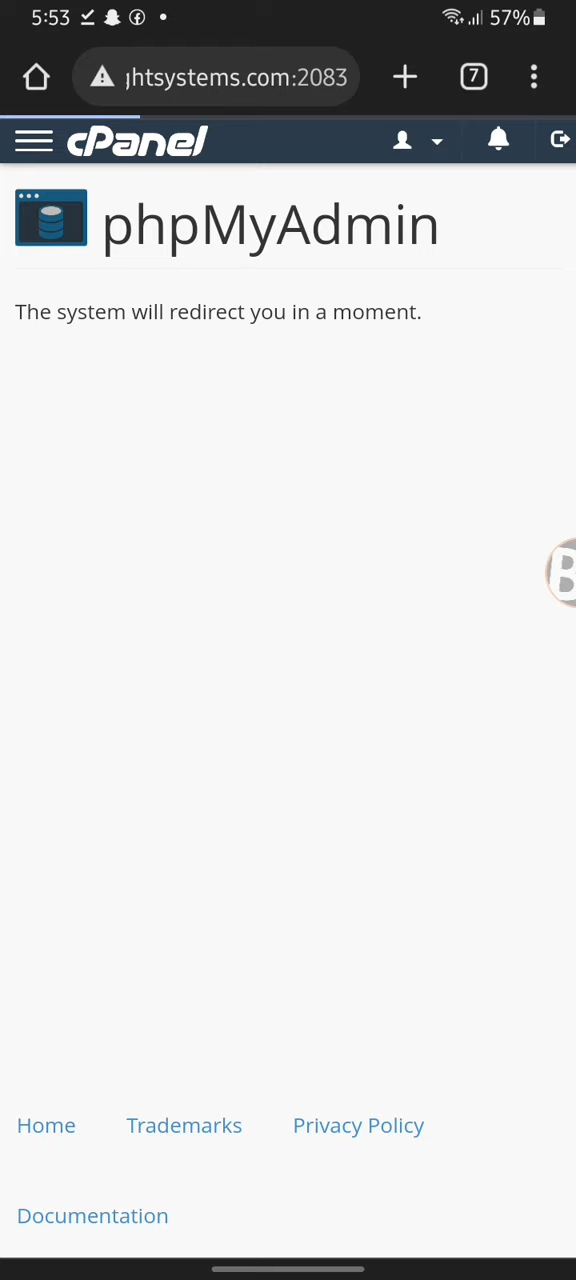 5:53
57%
ghtsystems.com:2083
7
cPanel
phpMyAdmin
The system will redirect you in a moment.
B
Home Trademarks Privacy Policy
Documentation